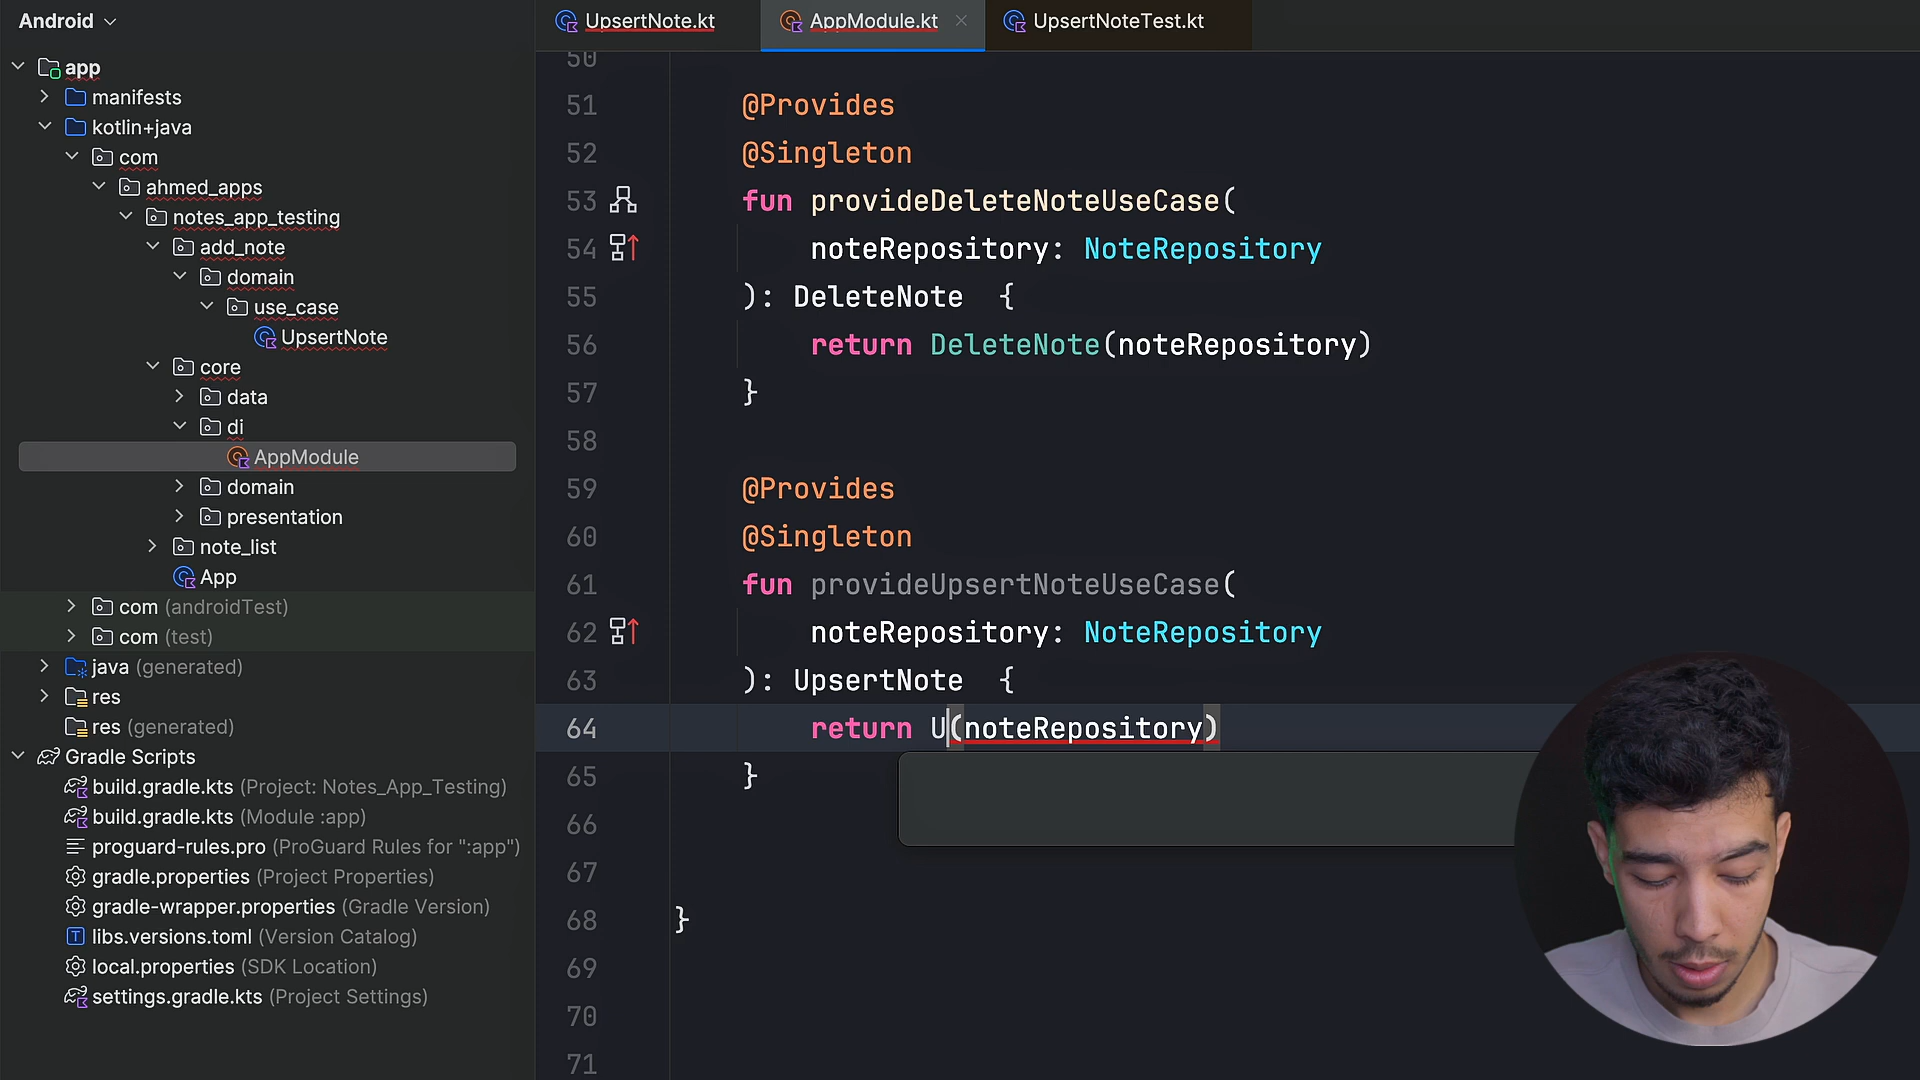 Android
app
manifests
kotlin+java
com
ahmed_apps
notes_app_testing
add_note
domain
use_case
UpsertNote
core
data
di
AppModule
domain
presentation
note_list
App
com (androidTest)
com (test)
java (generated)
res
res (generated)
Gradle Scripts
build.gradle.kts (Project: Notes_App_Testing)
build.gradle.kts (Module :app)
proguard-rules.pro (ProGuard Rules for ":app")
gradle.properties (Project Properties)
gradle-wrapper.properties (Gradle Version)
libs.versions.toml (Version Catalog)
local.properties (SDK Location)
settings.gradle.kts (Project Settings)
UpsertNote.kt AppModule.kt UpsertNoteTest.kt
50
51 @Provides
52 @Singleton
53 fun provideDeleteNoteUseCase(
54 noteRepository: NoteRepository
55 ): DeleteNote {
56 return DeleteNote(noteRepository)
57 }
58
59 @Provides
60 @Singleton
61 fun provideUpsertNoteUseCase(
62 noteRepository: NoteRepository
63 ): UpsertNote {
64 return U(noteRepository)
65 }
66
67
68 }
69
70
71